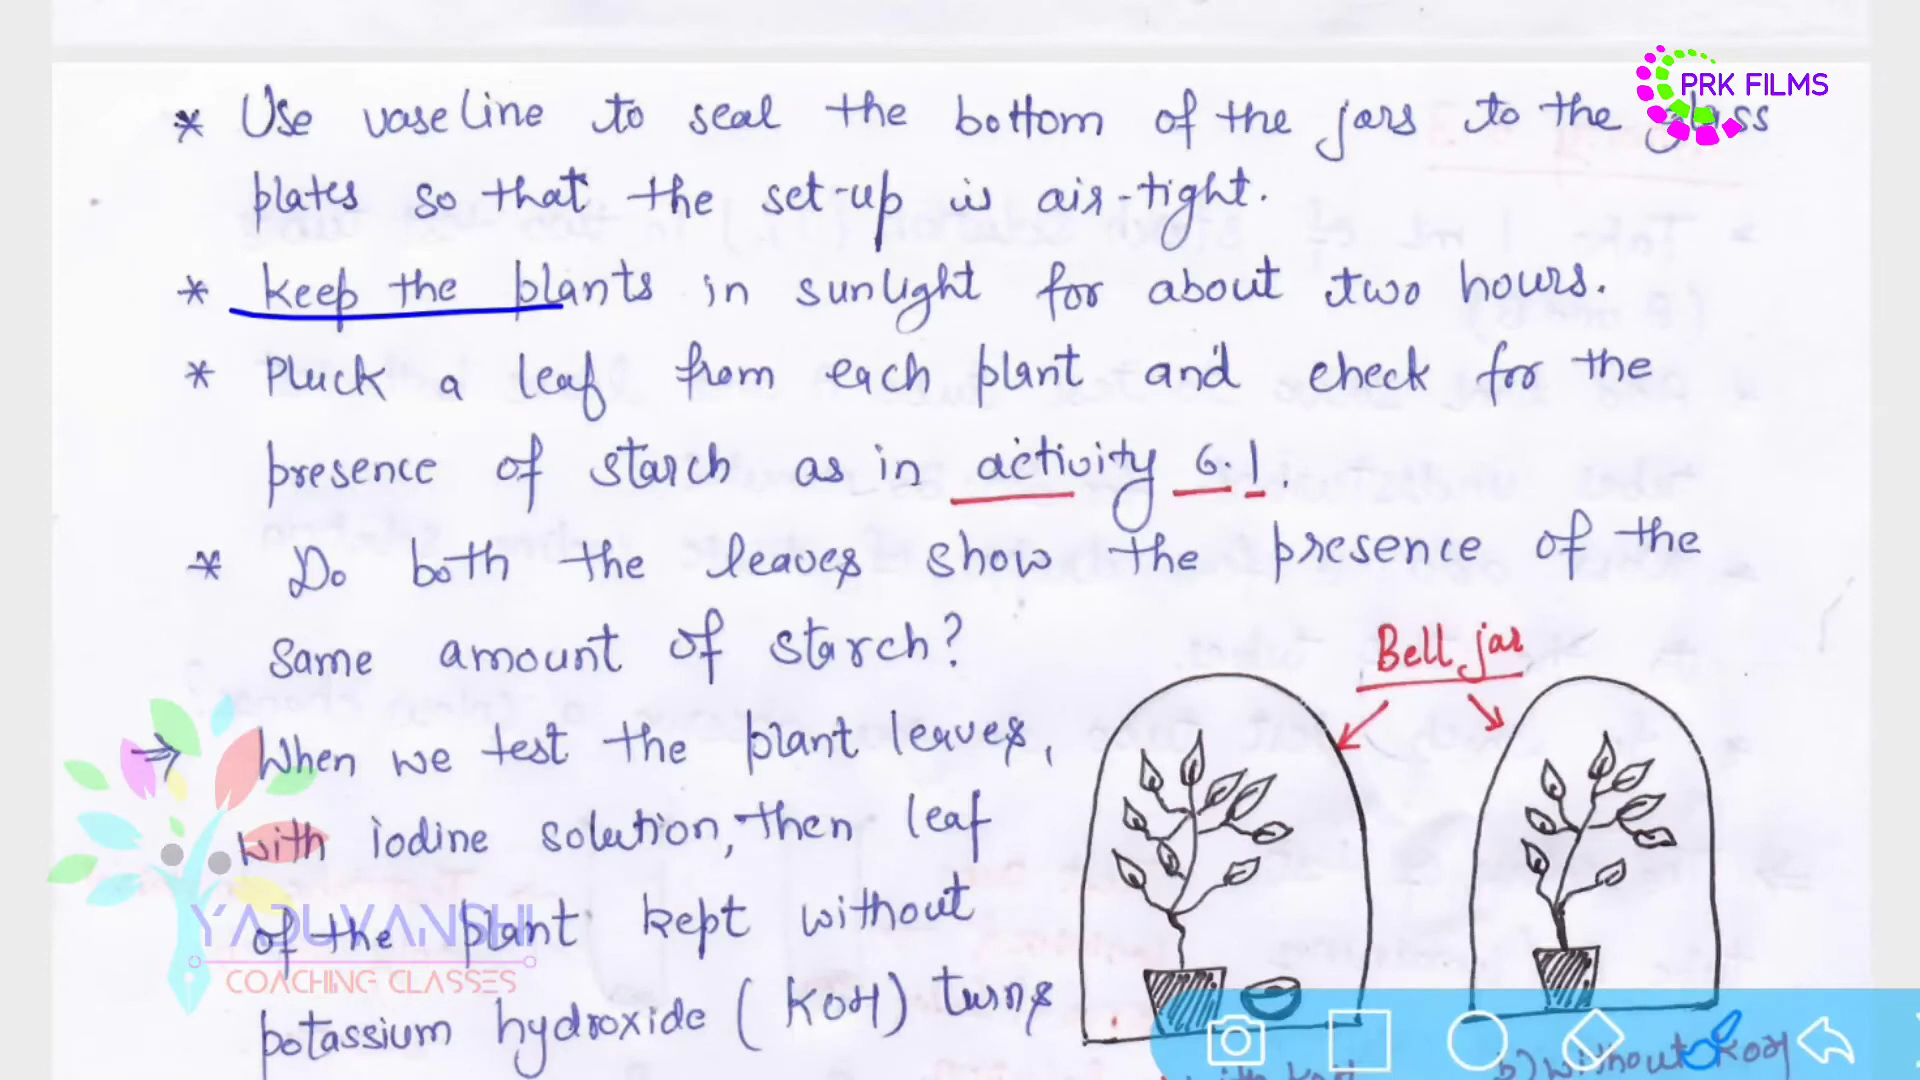 PRK FILMS
* Use vaseline to seal the bottom of the jars to the glass
plates so that the set-up is air-tight.
* keep the plants in sunlight for about two hours.
* Pluck a leaf from each plant and check for the
presence of starch as in activity 6.1.
* Do both the leaves show the presence of the
same amount of starch?
Bell jar
⇒ When we test the plant leaves,
with iodine solution, then leaf
of the plant kept without
YADUVANSHI
COACHING CLASSES
potassium hydroxide (KOH) turns
with KOH
b) without KOH